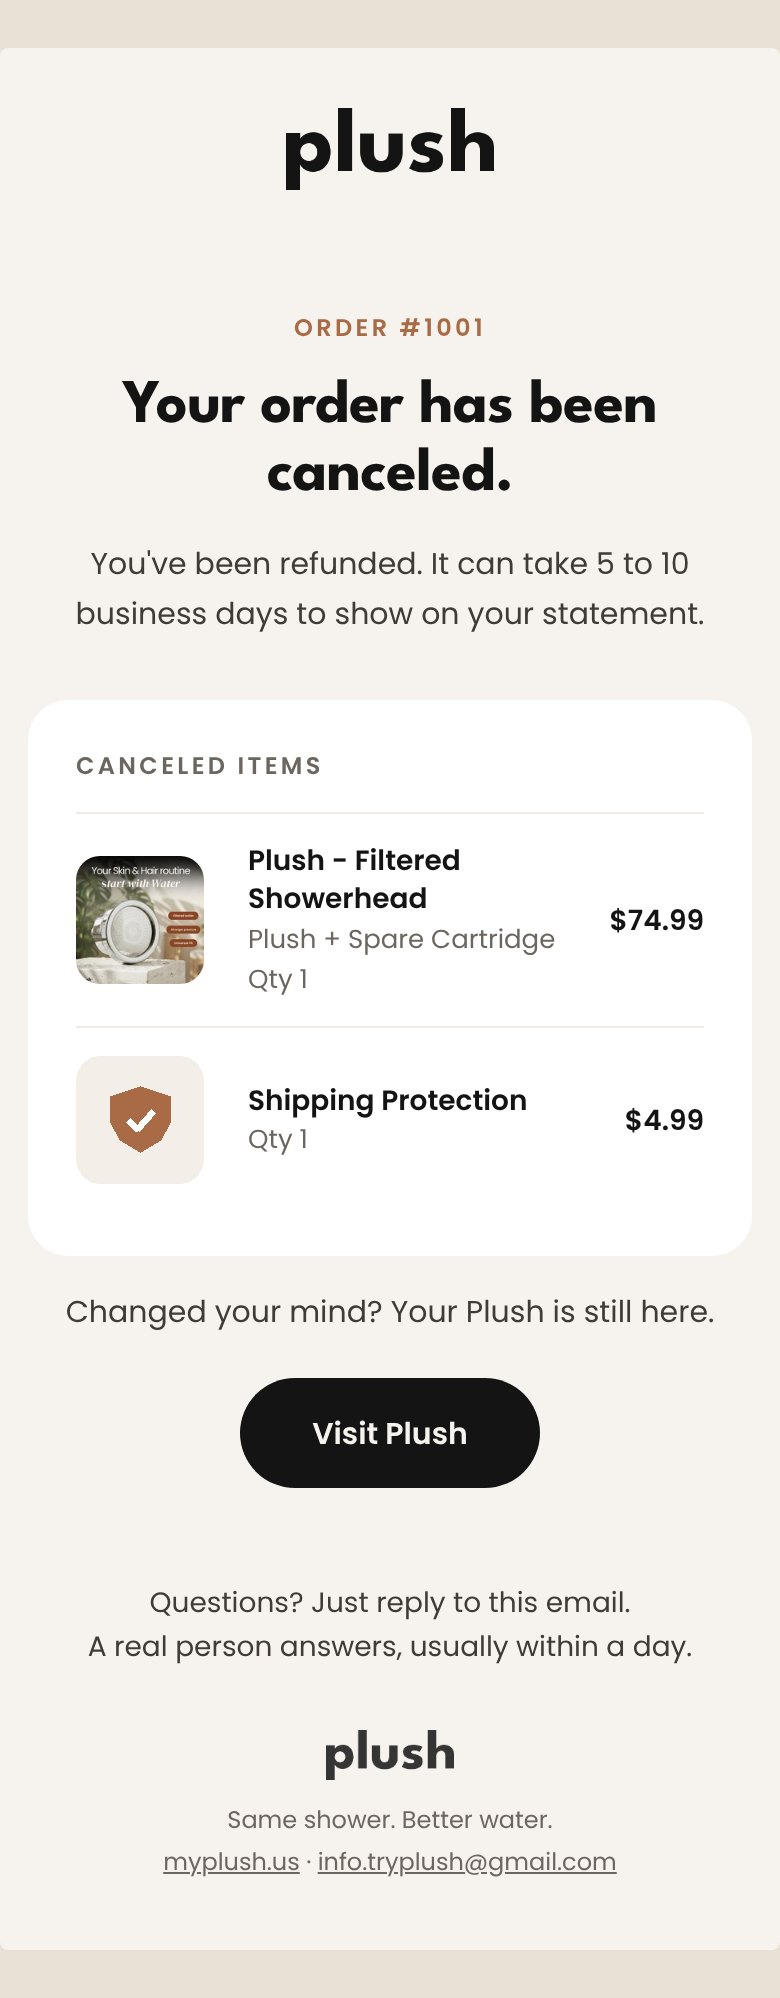 plush
ORDER #1001
Your order has been
canceled.
You've been refunded. It can take 5 to 10
business days to show on your statement.
CANCELED ITEMS
Your Skin & Hair routine
start with Water
Plush - Filtered
Showerhead
Plush + Spare Cartridge
Qty 1
$74.99
Shipping Protection
Qty 1
$4.99
Changed your mind? Your Plush is still here.
Visit Plush
Questions? Just reply to this email.
A real person answers, usually within a day.
plush
Same shower. Better water.
myplush.us · info.tryplush@gmail.com